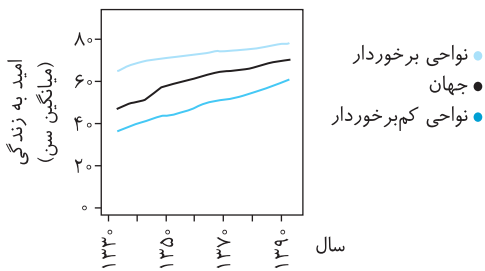 امید به زندگی
(میانگین سن)
۸۰
۶۰
۴۰
۲۰
۰
۱۳۳۰
۱۳۵۰
۱۳۷۰
۱۳۹۰
سال
نواحی برخوردار
جهان
نواحی کم‌برخوردار